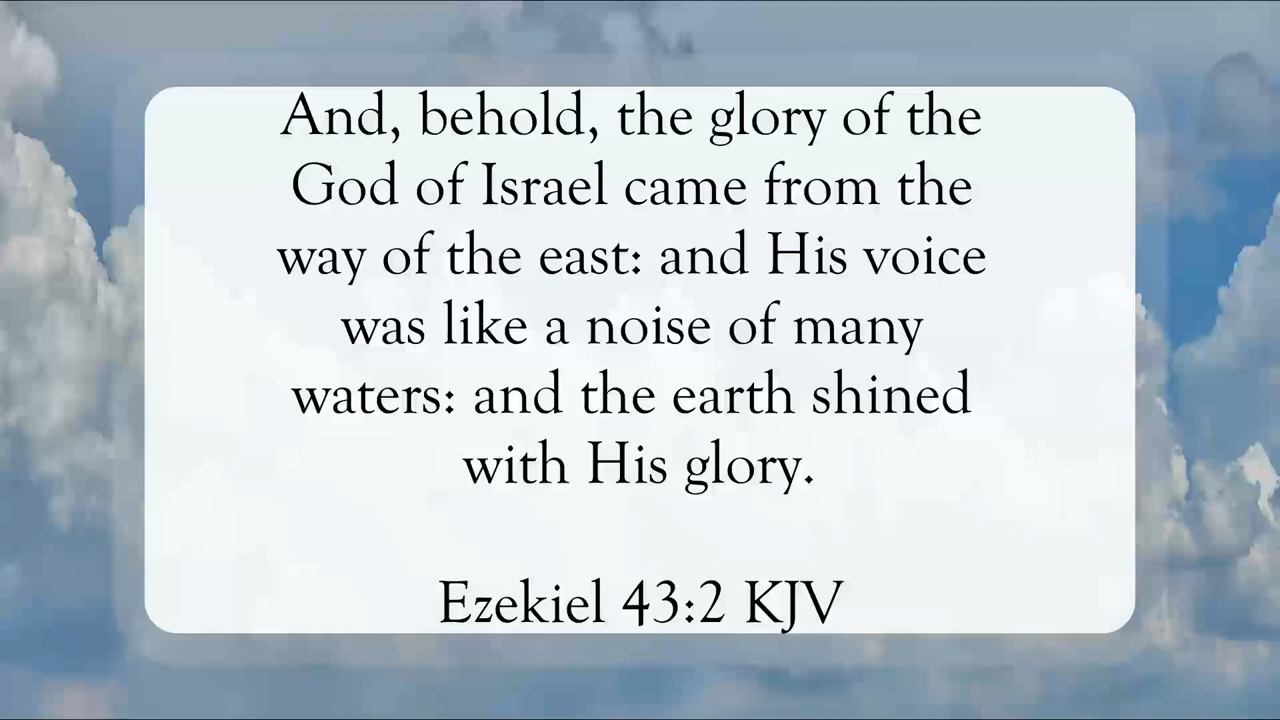 And, behold, the glory of the
God of Israel came from the
way of the east: and His voice
was like a noise of many
waters: and the earth shined
with His glory.
Ezekiel 43:2 KJV